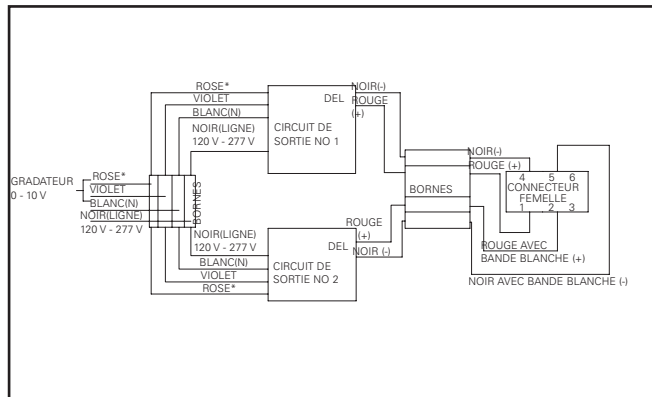 ROSE*
VIOLET
BLANC(N)
NOIR(LIGNE)
120 V - 277 V
DEL
CIRCUIT DE
SORTIE NO 1
NOIR(-)
ROUGE
(+)
GRADATEUR
0 - 10 V
ROSE*
VIOLET
BLANC(N)
NOIR(LIGNE)
120 V - 277 V
BORNES
BORNES
NOIR(-)
ROUGE (+)
4 5 6
CONNECTEUR
FEMELLE
1 2 3
NOIR(LIGNE)
120 V - 277 V
BLANC(N)
VIOLET
ROSE*
DEL
CIRCUIT DE
SORTIE NO 2
ROUGE
(+)
NOIR (-)
ROUGE AVEC
BANDE BLANCHE (+)
NOIR AVEC BANDE BLANCHE (-)